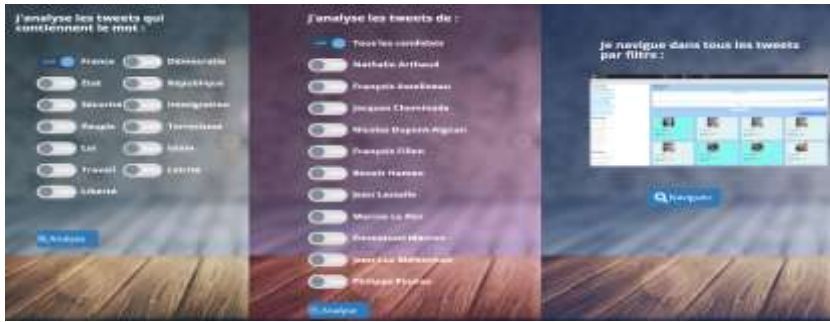 J'analyse les tweets qui
contiennent le mot :
France
Démocratie
État
République
Sécurité
Immigration
Peuple
Terrorisme
Loi
Islam
Travail
Laïcité
Liberté
Analyse
J'analyse les tweets de :
Tous les candidats
Nathalie Arthaud
François Asselineau
Jacques Cheminade
Nicolas Dupont-Aignan
François Fillon
Benoît Hamon
Jean Lassalle
Marine Le Pen
Emmanuel Macron
Jean-Luc Mélenchon
Philippe Poutou
Analyse
Je navigue dans tous les tweets
par filtre :
Naviguer